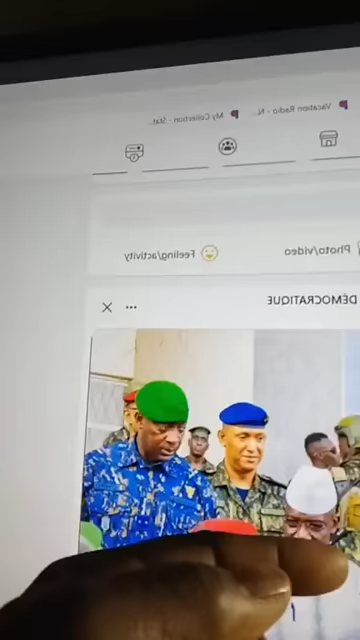 Vacation Radio - N...
My Collection - Stat...
Photo/video
Feeling/activity
DÉMOCRATIQUE